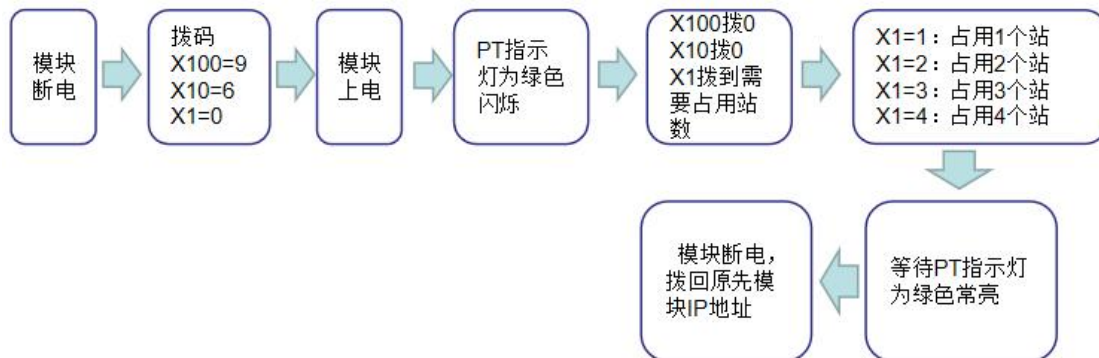 模块
断电
拨码
X100=9
X10=6
X1=0
模块
上电
PT指示
灯为绿色
闪烁
X100拨0
X10拨0
X1拨到需
要占用站
数
X1=1：占用1个站
X1=2：占用2个站
X1=3：占用3个站
X1=4：占用4个站
等待PT指示灯
为绿色常亮
模块断电，
拨回原先模
块IP地址